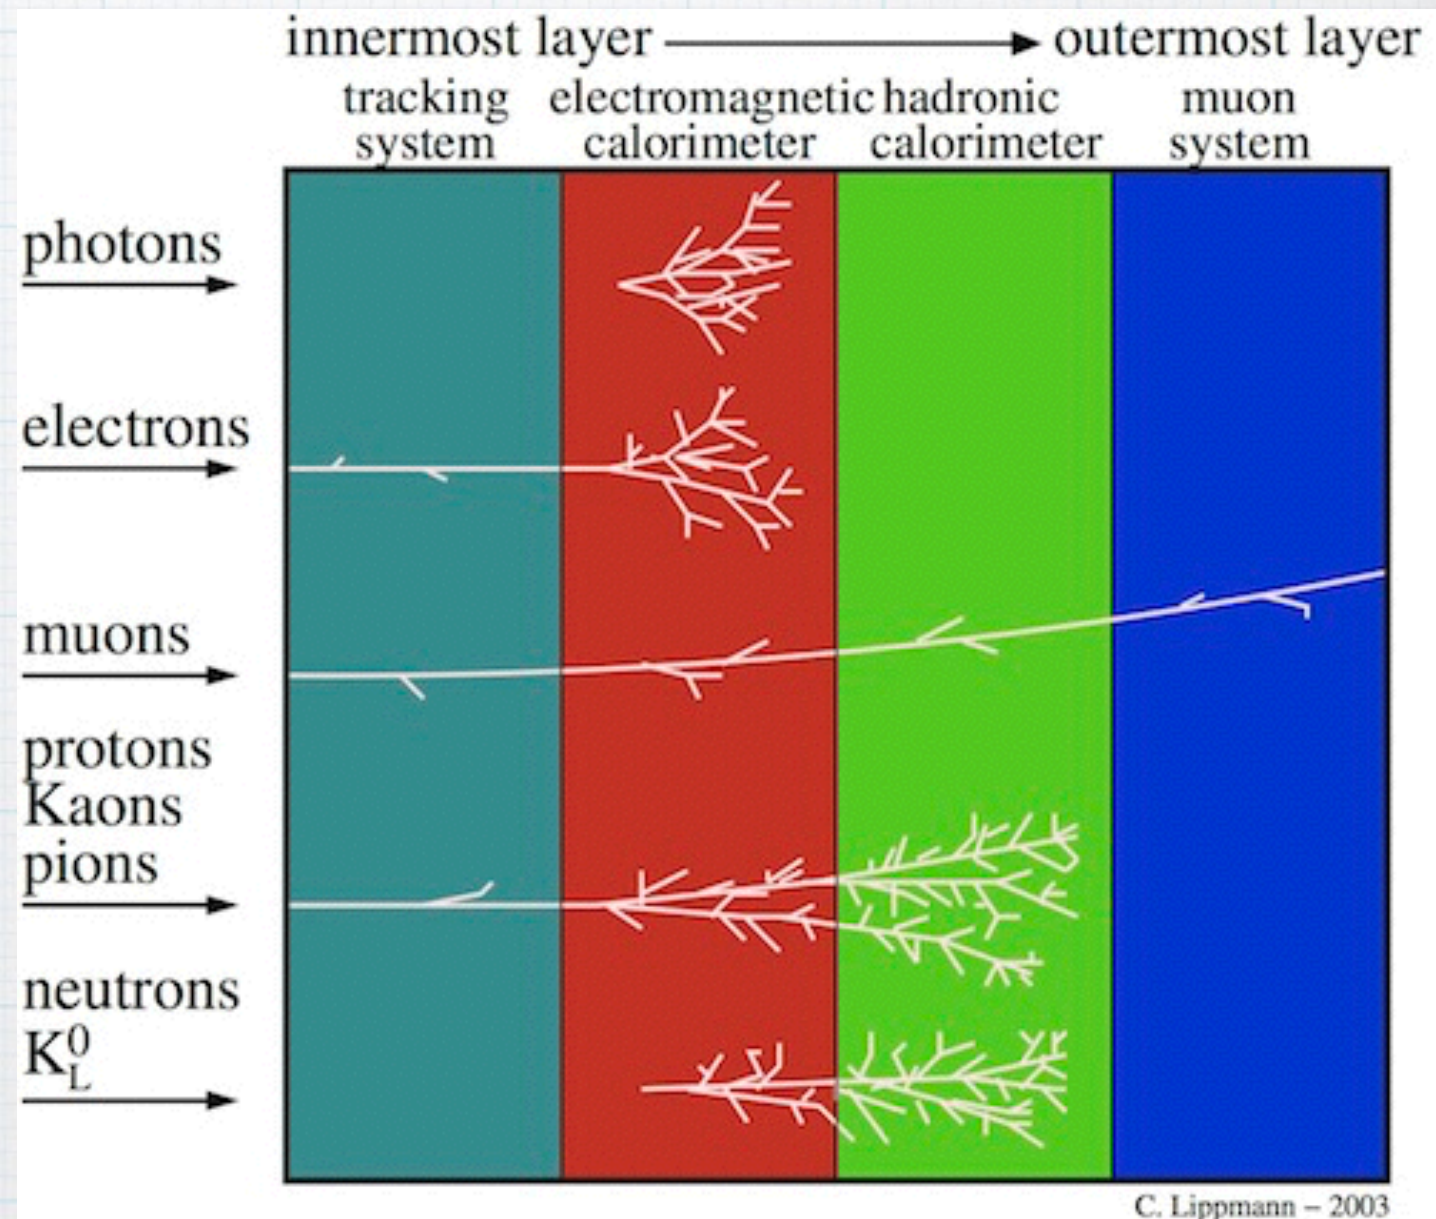 innermost layer outermost layer
tracking system
electromagnetic calorimeter
hadronic calorimeter
muon system
photons
electrons
muons
protons
Kaons
pions
neutrons
K⁰_L
C. Lippmann – 2003